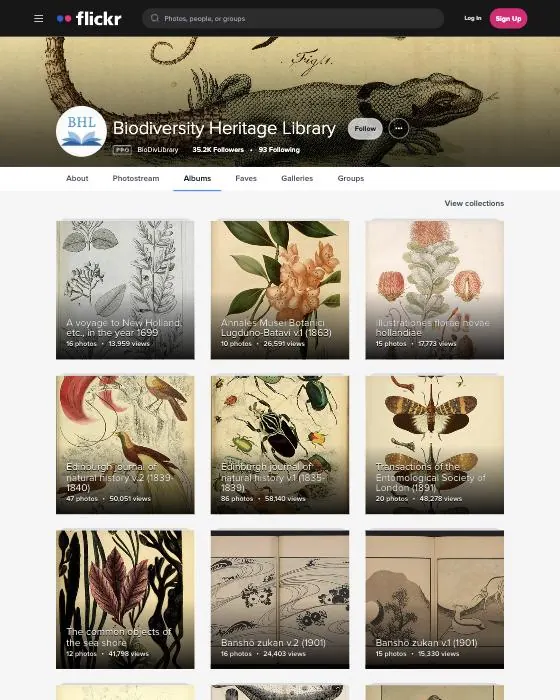 flickr
Photos, people, or groups
Log In
Sign Up
Fig.1.
BHL
Biodiversity Heritage Library
Follow
PRO BioDivLibrary 35.2K Followers • 93 Following
About Photostream Albums Faves Galleries Groups
View collections
A voyage to New Holland,
etc., in the year 1699
16 photos • 13,959 views
Annales Musei Botanici
Lugduno-Batavi v.1 (1863)
10 photos • 26,591 views
Illustrationes florae novae
hollandiae
15 photos • 17,773 views
Edinburgh journal of
natural history v.2 (1839-
1840)
47 photos • 50,051 views
Edinburgh journal of
natural history v.1 (1835-
1839)
86 photos • 58,140 views
Transactions of the
Entomological Society of
London (1891)
20 photos • 48,278 views
The common objects of
the sea shore
12 photos • 41,798 views
Banshō zukan v.2 (1901)
16 photos • 24,403 views
Banshō zukan v.1 (1901)
15 photos • 15,330 views